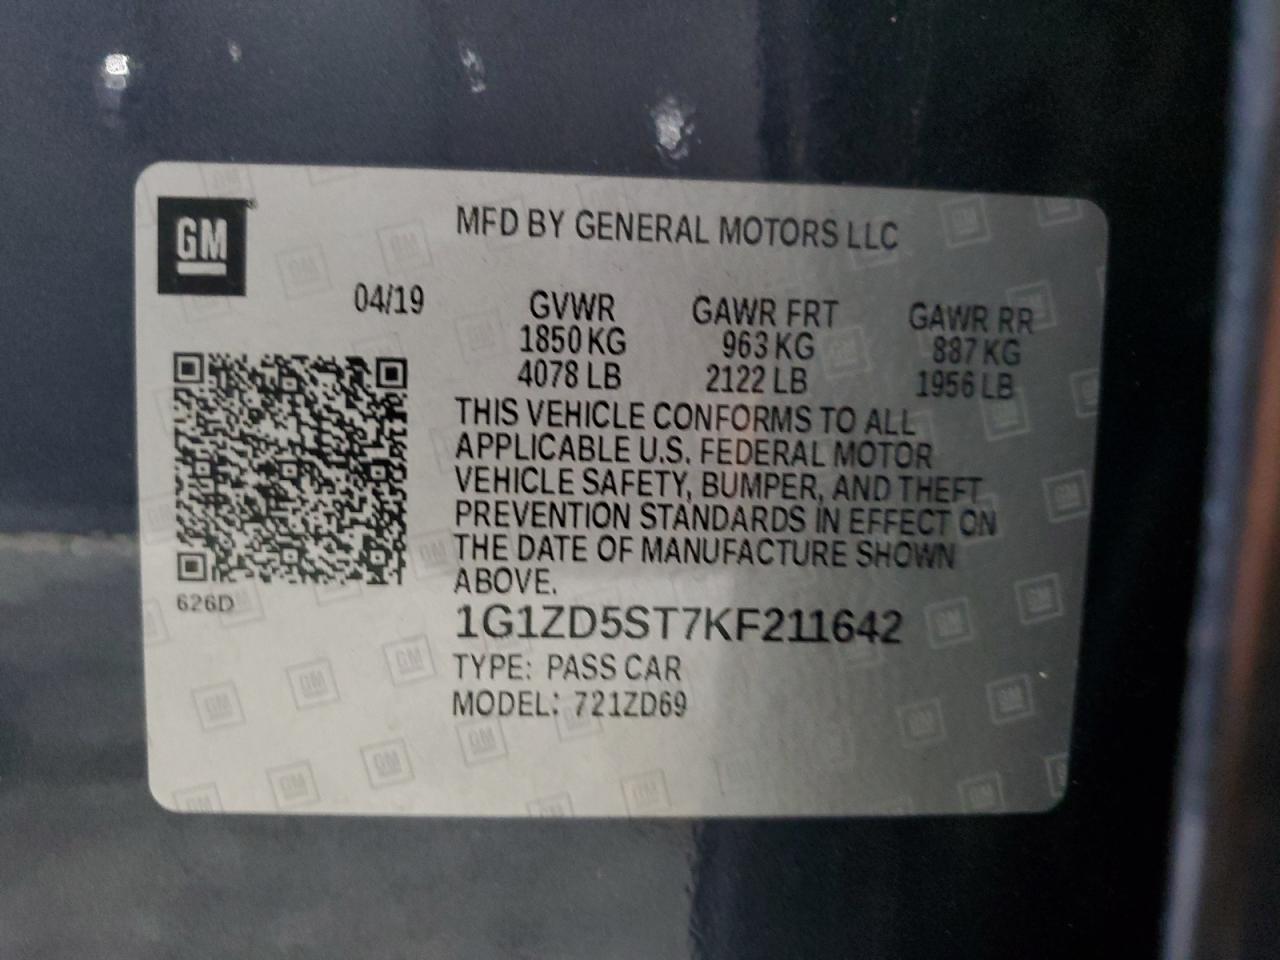 GM
MFD BY GENERAL MOTORS LLC
04/19
GVWR GAWR FRT GAWR RR
1850 KG 963 KG 887 KG
4078 LB 2122 LB 1956 LB
THIS VEHICLE CONFORMS TO ALL
APPLICABLE U.S. FEDERAL MOTOR
VEHICLE SAFETY, BUMPER, AND THEFT
PREVENTION STANDARDS IN EFFECT ON
THE DATE OF MANUFACTURE SHOWN
ABOVE.
626D
1G1ZD5ST7KF211642
TYPE: PASS CAR
MODEL: 721ZD69